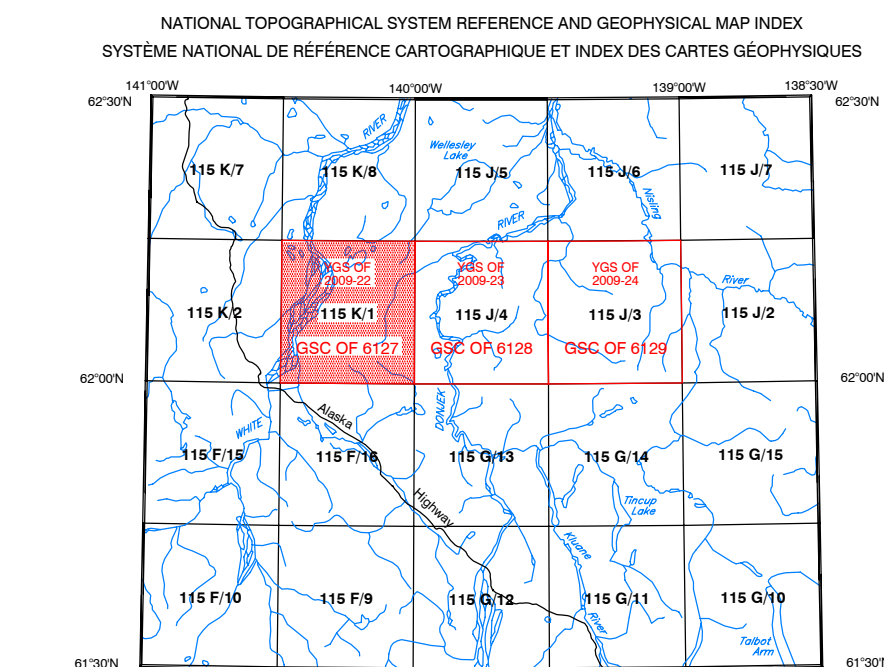 NATIONAL TOPOGRAPHICAL SYSTEM REFERENCE AND GEOPHYSICAL MAP INDEX
SYSTÈME NATIONAL DE RÉFÉRENCE CARTOGRAPHIQUE ET INDEX DES CARTES GÉOPHYSIQUES
141°00'W 140°00'W 139°00'W 138°30'W
62°30'N 62°30'N
RIVER
Wellesley
Lake
115 K/7 115 K/8 115 J/5 115 J/6 115 J/7
Nisling
RIVER
YGS OF YGS OF YGS OF
2009-22 2009-23 2009-24
River
115 K/2 115 K/1 115 J/4 115 J/3 115 J/2
GSC OF 6127 GSC OF 6128 GSC OF 6129
62°00'N 62°00'N
DONJEK
Alaska
WHITE
115 F/15 115 F/16 115 G/13 115 G/14 115 G/15
Highway
Tincup
Lake
Kluane
115 F/10 115 F/9 115 G/12 115 G/11 115 G/10
River
Talbot
Arm
61°30'N 61°30'N